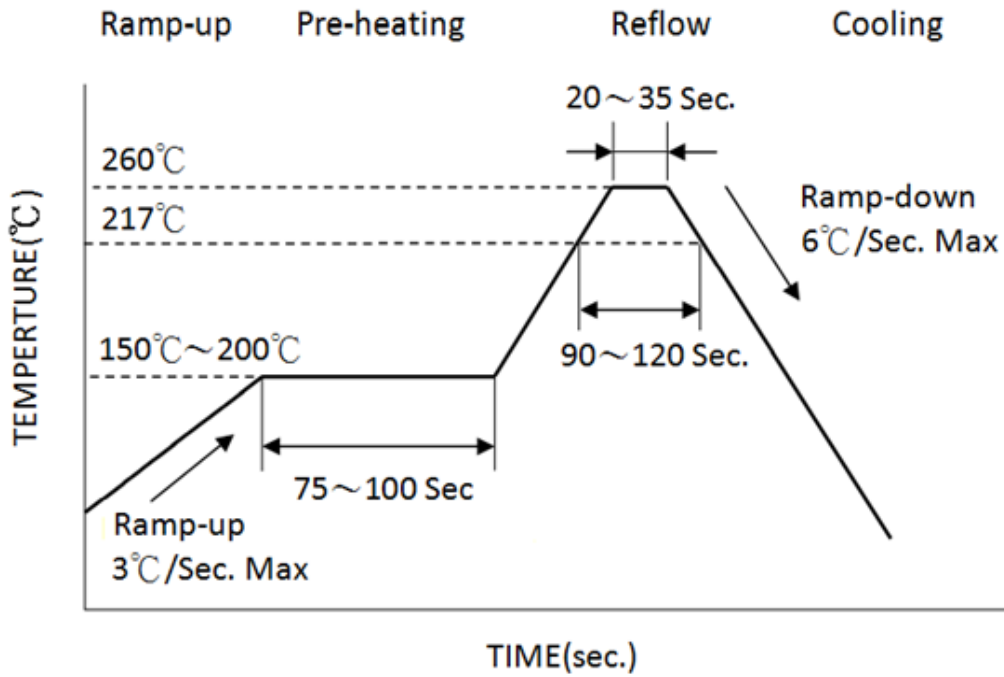 Ramp-up
Pre-heating
Reflow
Cooling
20～35 Sec.
260℃
217℃
Ramp-down
6℃/Sec. Max
150℃～200℃
90～120 Sec.
75～100 Sec
Ramp-up
3℃/Sec. Max
TEMPERTURE(℃)
TIME(sec.)